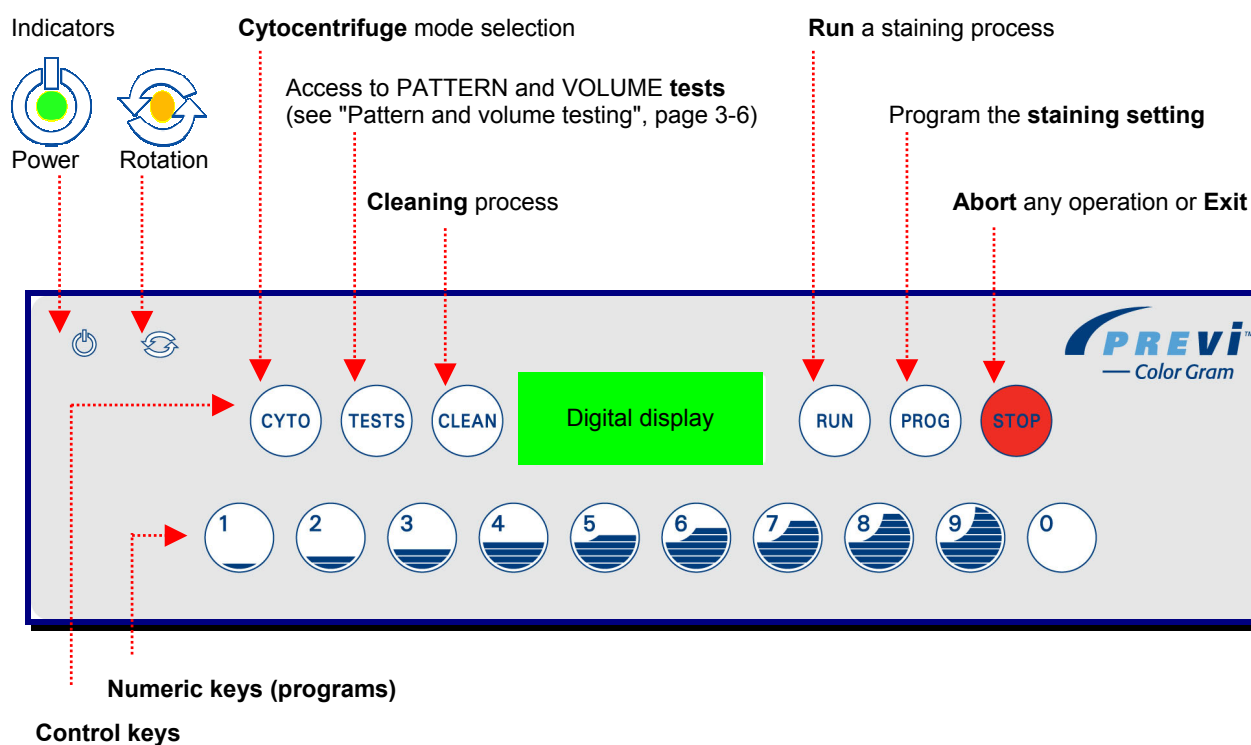 Indicators
Cytocentrifuge mode selection
Run a staining process
Access to PATTERN and VOLUME tests
(see "Pattern and volume testing", page 3-6)
Program the staining setting
Power
Rotation
Cleaning process
Abort any operation or Exit
PREVI™
Color Gram
CYTO
TESTS
CLEAN
Digital display
RUN
PROG
STOP
1
2
3
4
5
6
7
8
9
0
Numeric keys (programs)
Control keys